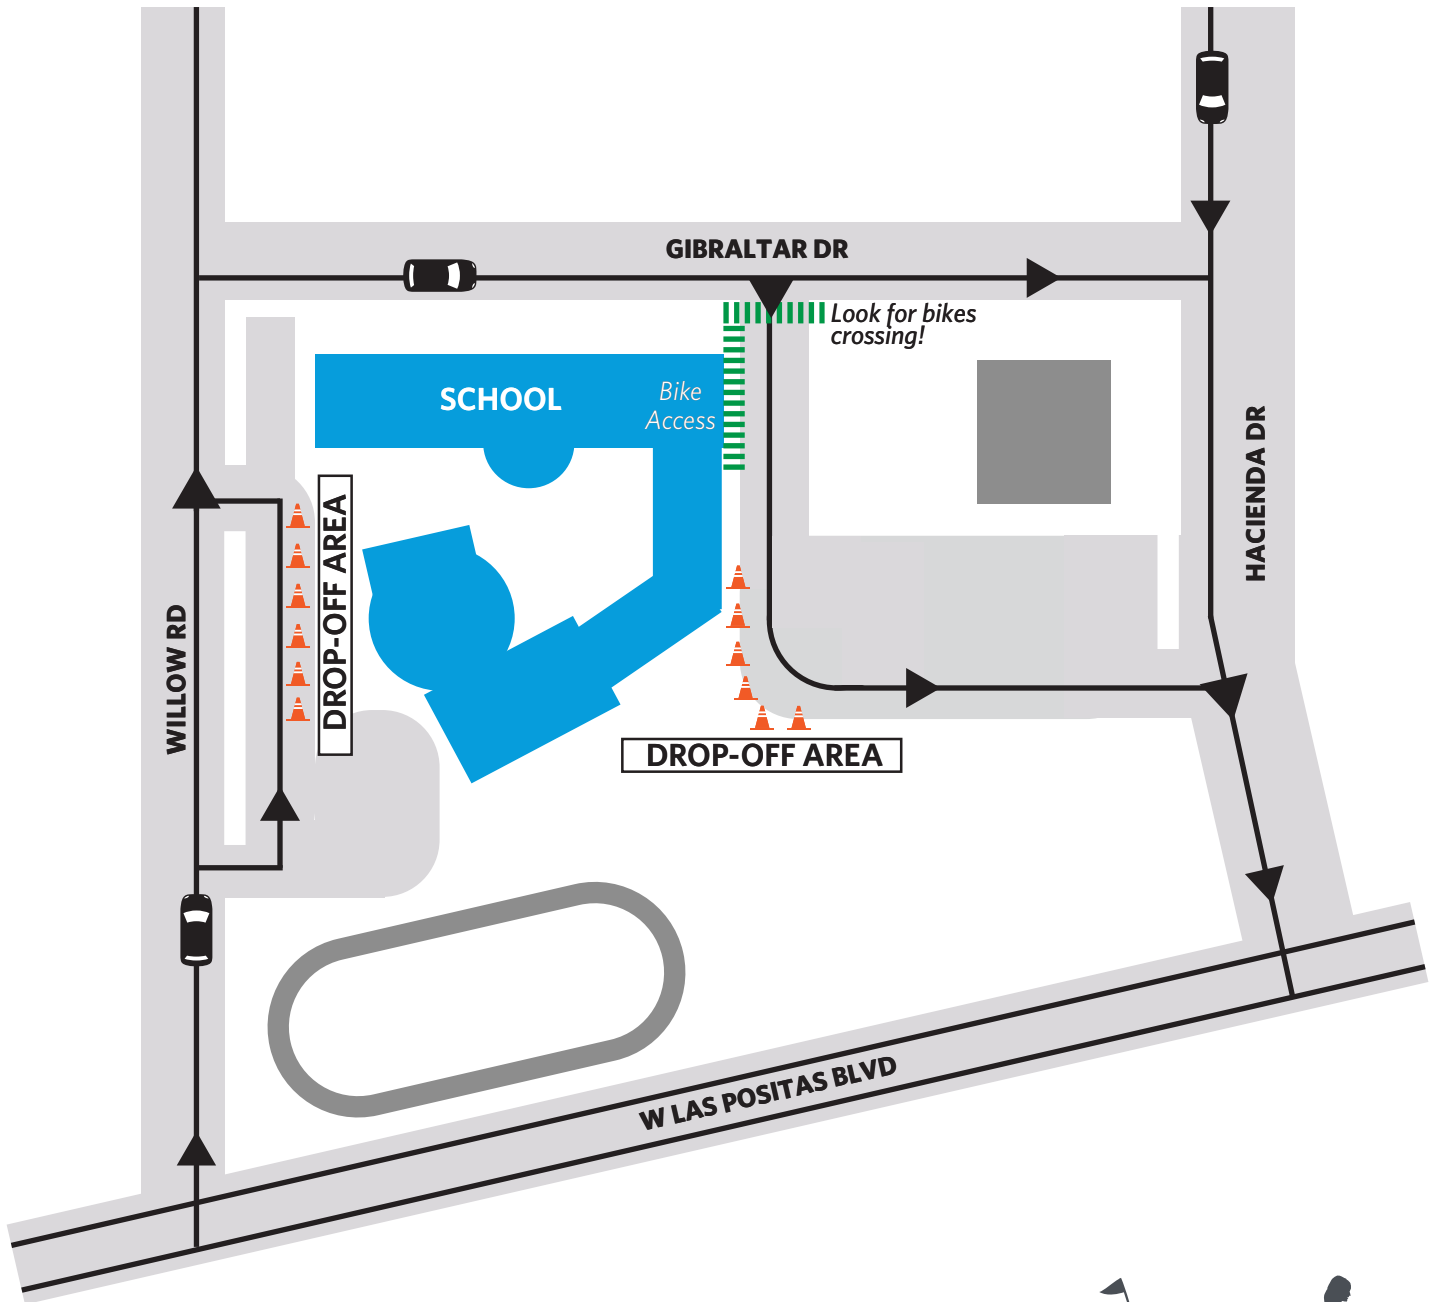 GIBRALTAR DR
Look for bikes
crossing!
SCHOOL
Bike
Access
HACIENDA DR
DROP-OFF AREA
WILLOW RD
DROP-OFF AREA
W LAS POSITAS BLVD